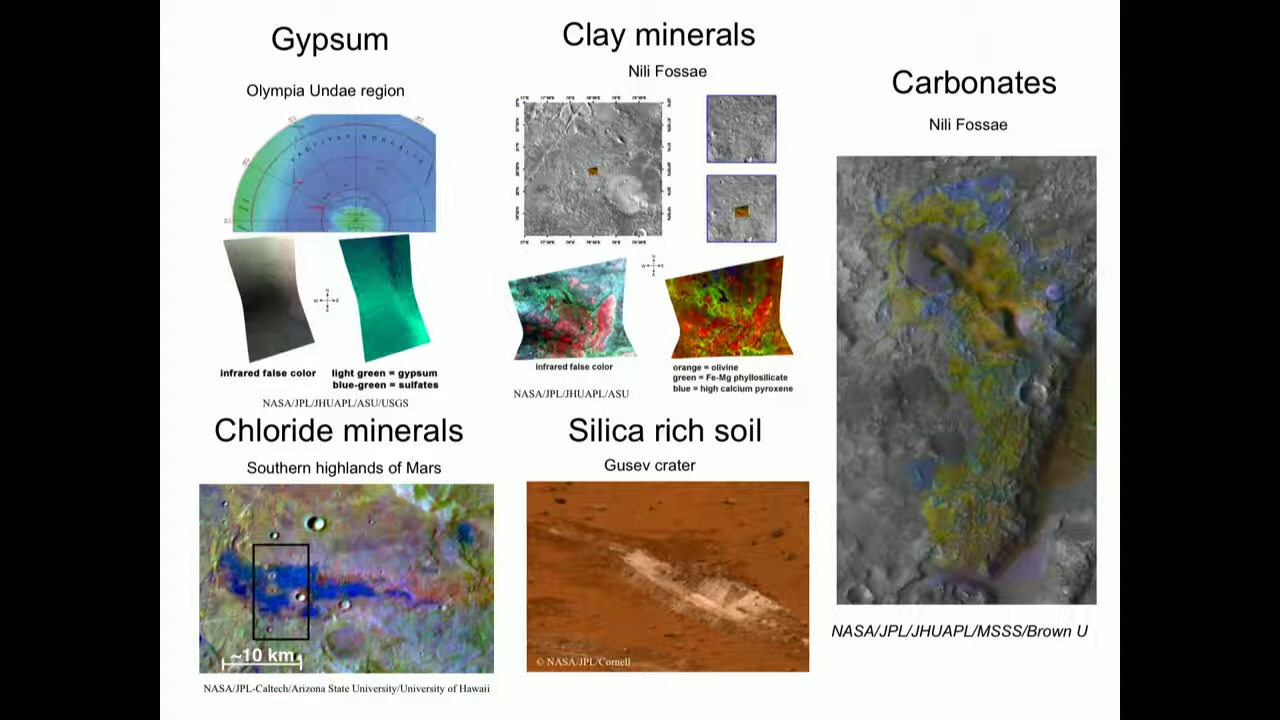 Gypsum
Olympia Undae region
infrared false color
light green = gypsum
blue-green = sulfates
NASA/JPL/JHUAPL/ASU/USGS
Clay minerals
Nili Fossae
infrared false color
orange = olivine
green = Fe-Mg phyllosilicate
blue = high calcium pyroxene
NASA/JPL/JHUAPL/ASU
Carbonates
Nili Fossae
NASA/JPL/JHUAPL/MSSS/Brown U
Chloride minerals
Southern highlands of Mars
~10 km
NASA/JPL-Caltech/Arizona State University/University of Hawaii
Silica rich soil
Gusev crater
© NASA/JPL/Cornell